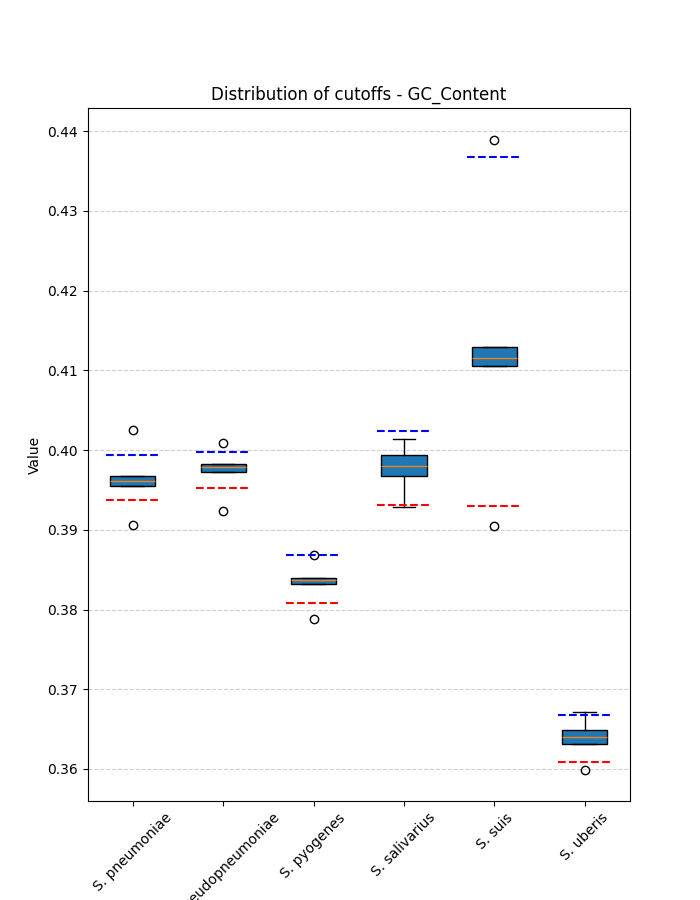 Distribution of cutoffs - GC_Content
Value
0.44
0.43
0.42
0.41
0.40
0.39
0.38
0.37
0.36
S. pneumoniae
eudopneumoniae
S. pyogenes
S. salivarius
S. suis
S. uberis